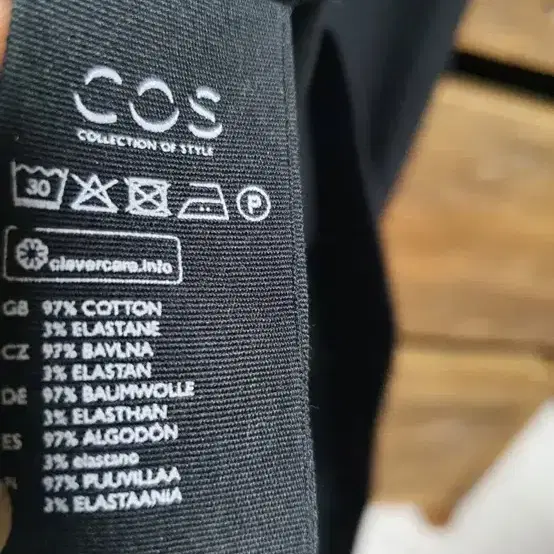 COS
COLLECTION OF STYLE
30 P
clevercare.info
GB 97% COTTON
3% ELASTANE
CZ 97% BAVLNA
3% ELASTAN
DE 97% BAUMWOLLE
3% ELASTHAN
ES 97% ALGODÓN
3% elastano
97% PUUVILLAA
3% ELASTAANIA